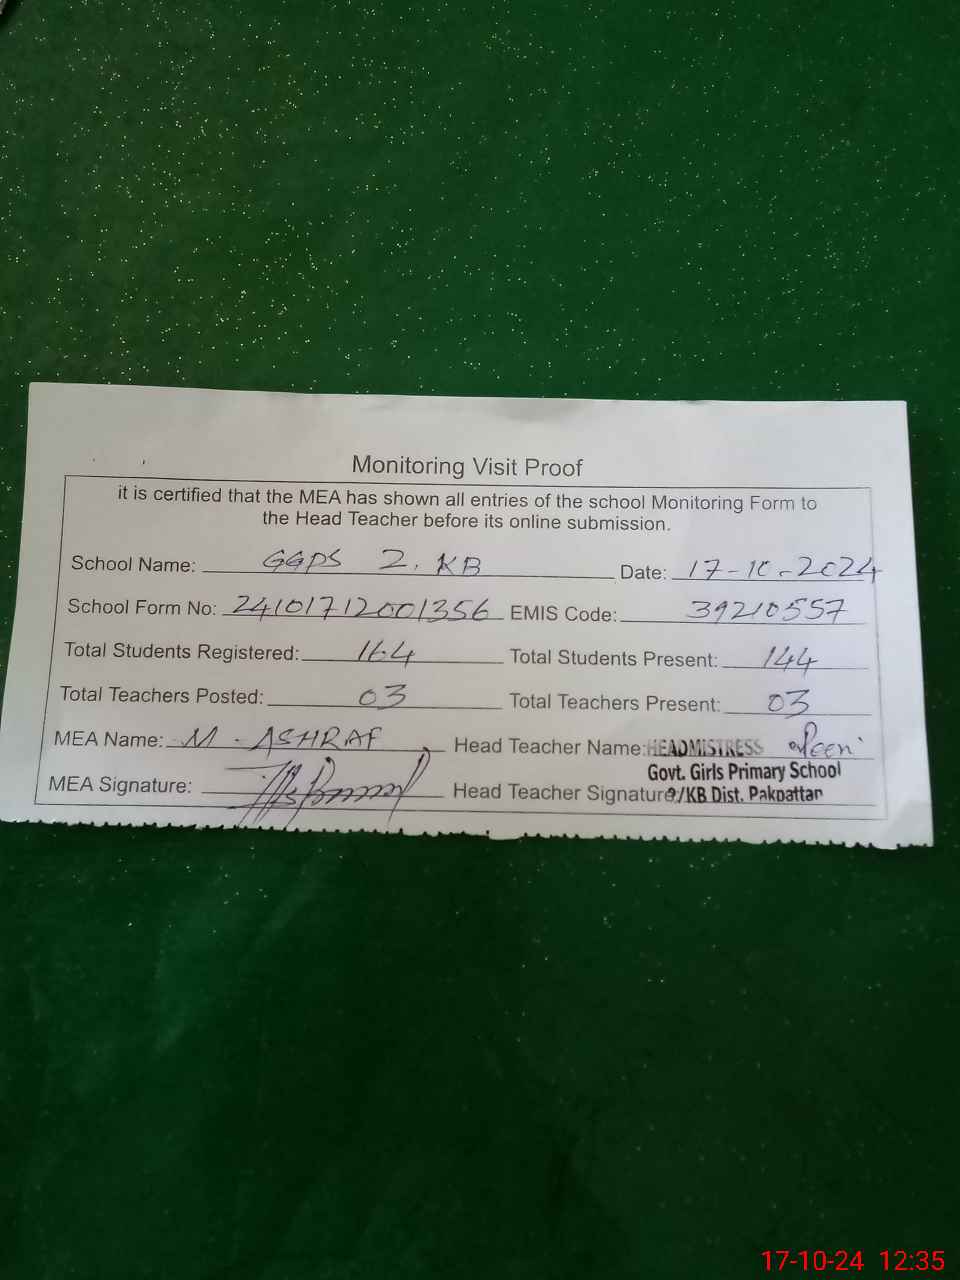 Monitoring Visit Proof
it is certified that the MEA has shown all entries of the school Monitoring Form to
the Head Teacher before its online submission.
School Name: GGPS 2, KB Date: 17-10-2024
School Form No: 24101712001356 EMIS Code: 39210557
Total Students Registered: 164 Total Students Present: 144
Total Teachers Posted: 03 Total Teachers Present: 03
MEA Name: M. ASHRAF Head Teacher Name: HEADMISTRESS
Govt. Girls Primary School
MEA Signature: Head Teacher Signature: /KB Dist. Pakpattan
17-10-24 12:35